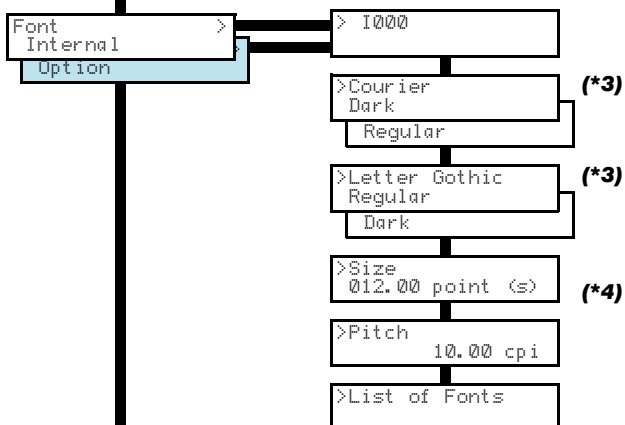 Font >
Internal
>
Option
> I000
>Courier
Dark
Regular
(*3)
>Letter Gothic
Regular
Dark
(*3)
>Size
012.00 point (s)
(*4)
>Pitch
10.00 cpi
>List of Fonts